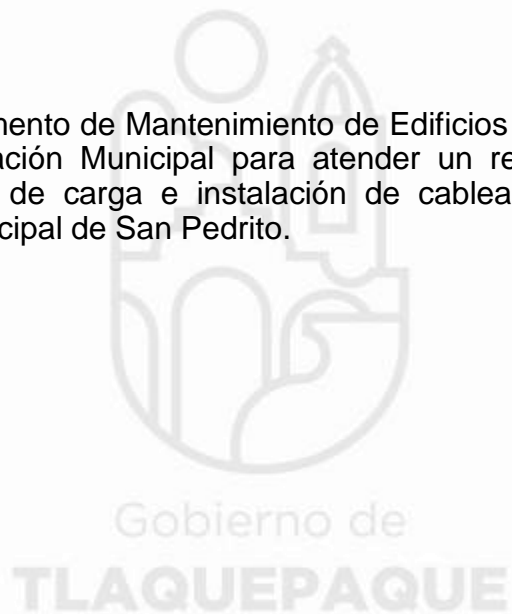 mento de Mantenimiento de Edificios
ación Municipal para atender un re
de carga e instalación de cablea
cipal de San Pedrito.
Gobierno de
TLAQUEPAQUE